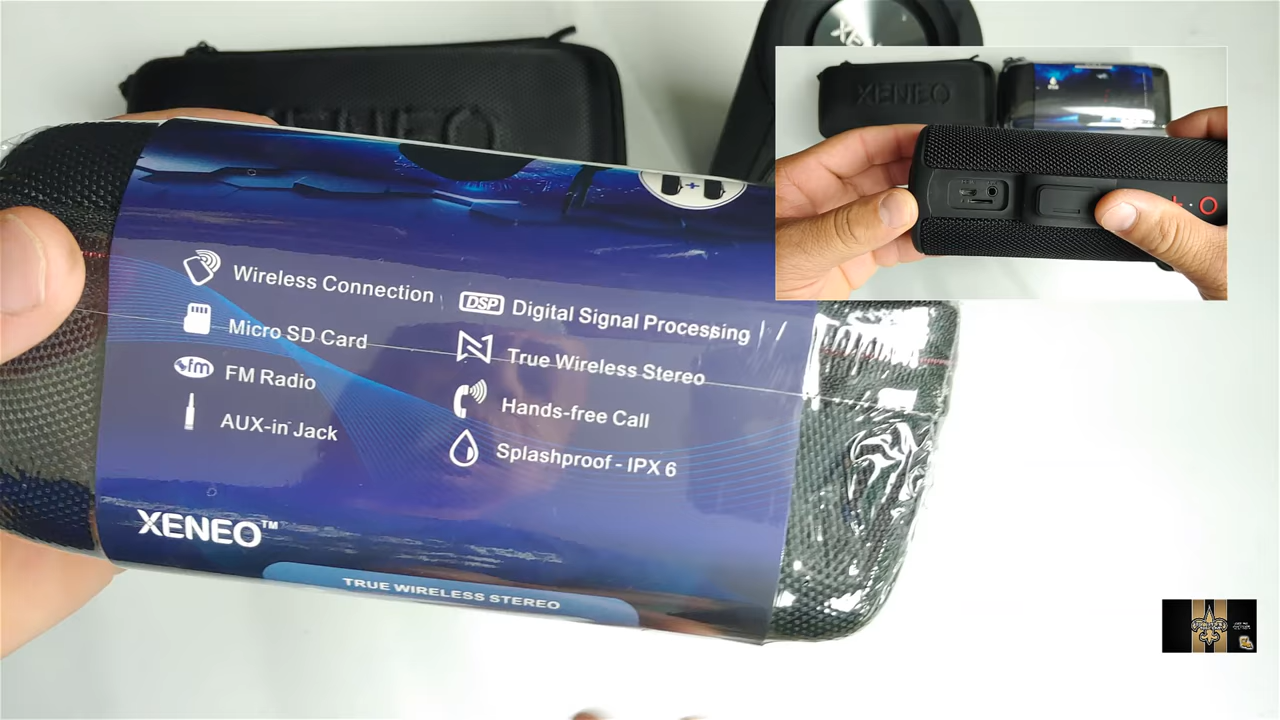 XENEO
XENEO
Wireless Connection
DSP Digital Signal Processing
Micro SD Card
True Wireless Stereo
fm FM Radio
Hands-free Call
AUX-in Jack
Splashproof - IPX 6
XENEO™
TRUE WIRELESS STEREO